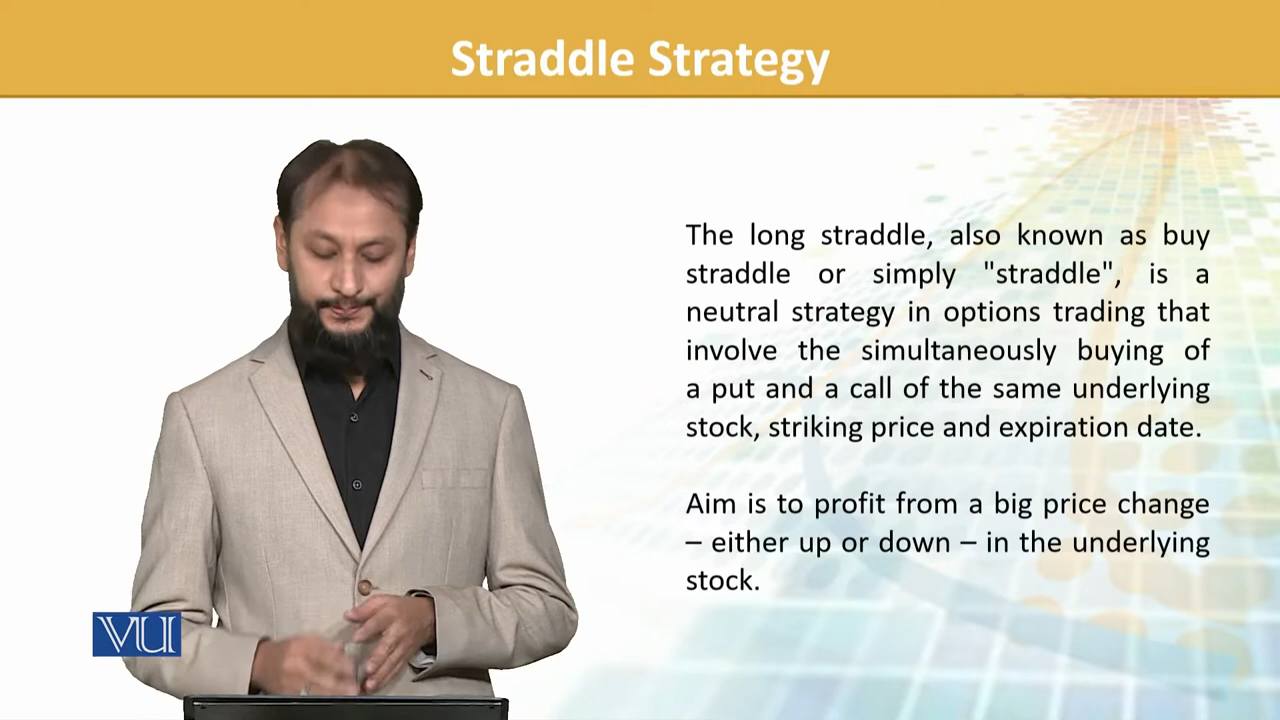 Straddle Strategy
The long straddle, also known as buy
straddle or simply "straddle", is a
neutral strategy in options trading that
involve the simultaneously buying of
a put and a call of the same underlying
stock, striking price and expiration date.
Aim is to profit from a big price change
– either up or down – in the underlying
stock.
VU